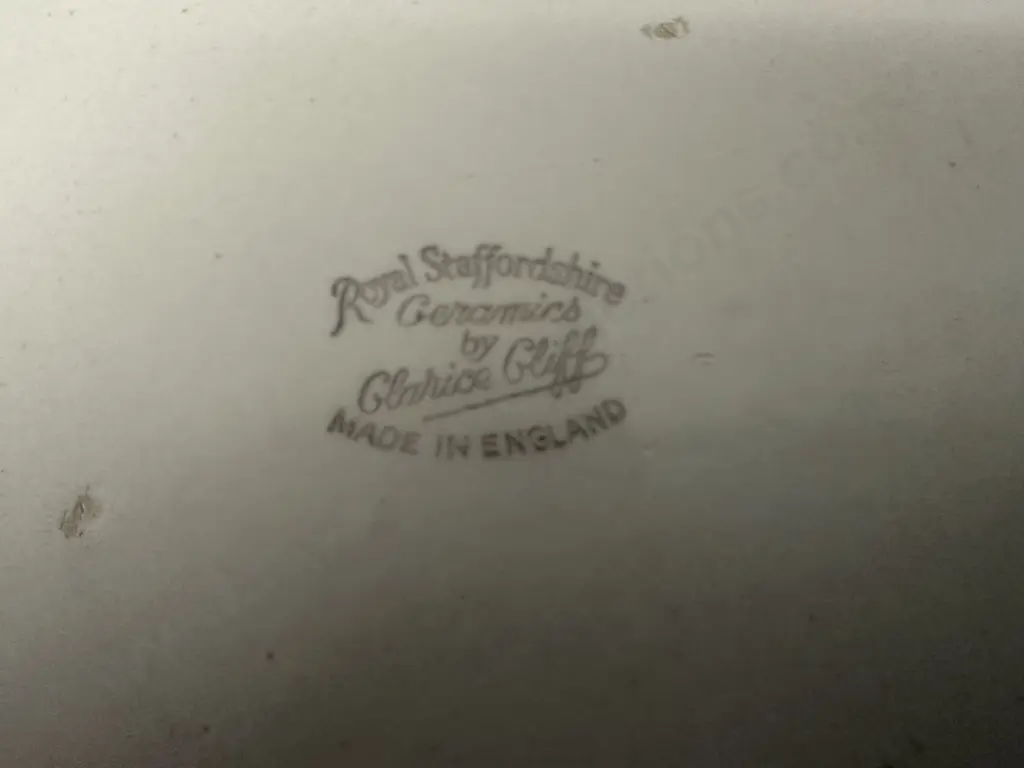 Royal Staffordshire
Ceramics
by
Clarice Cliff
MADE IN ENGLAND